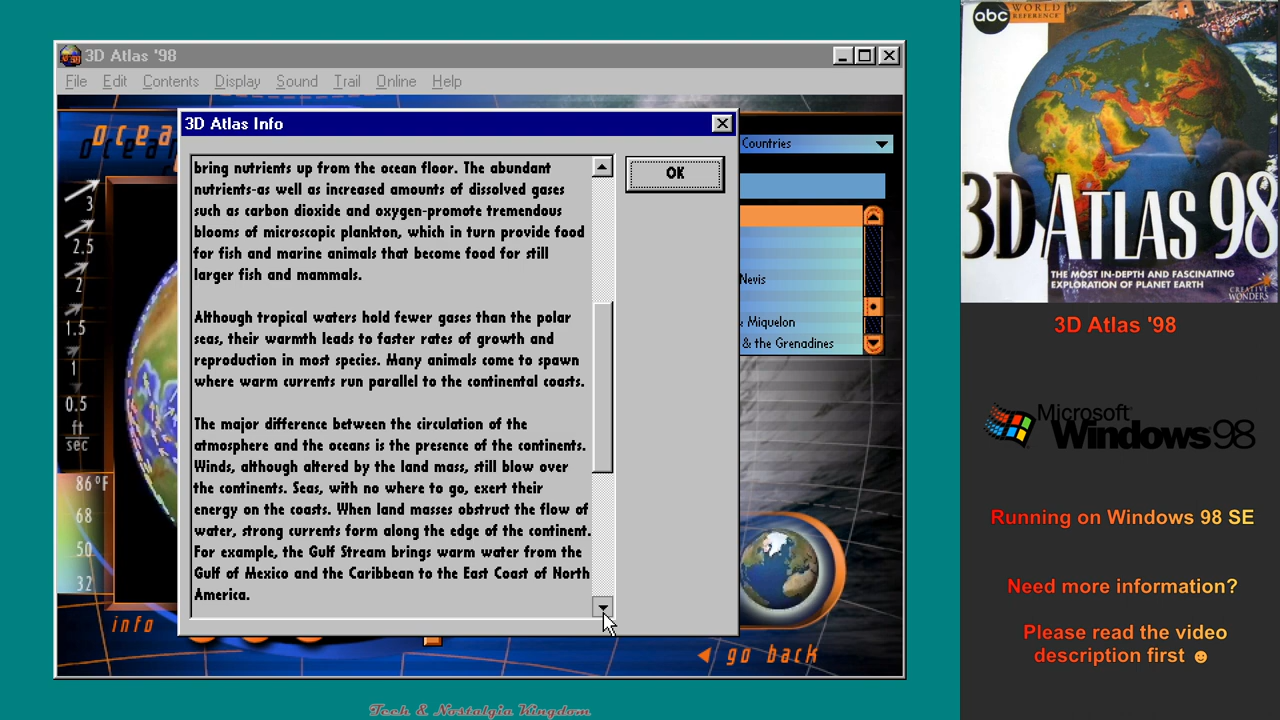 3D Atlas '98
File Edit Contents Display Sound Trail Online Help
ocea
3D Atlas Info
bring nutrients up from the ocean floor. The abundant
nutrients-as well as increased amounts of dissolved gases
such as carbon dioxide and oxygen-promote tremendous
blooms of microscopic plankton, which in turn provide food
for fish and marine animals that become food for still
larger fish and mammals.
Although tropical waters hold fewer gases than the polar
seas, their warmth leads to faster rates of growth and
reproduction in most species. Many animals come to spawn
where warm currents run parallel to the continental coasts.
The major difference between the circulation of the
atmosphere and the oceans is the presence of the continents.
Winds, although altered by the land mass, still blow over
the continents. Seas, with no where to go, exert their
energy on the coasts. When land masses obstruct the flow of
water, strong currents form along the edge of the continent.
For example, the Gulf Stream brings warm water from the
Gulf of Mexico and the Caribbean to the East Coast of North
America.
OK
Countries
Nevis
& Miquelon
& the Grenadines
3
2.5
2
1.5
1
0.5
ft
sec
86°F
68
50
32
info
go back
Tech & Nostalgia Kingdom
abc WORLD
REFERENCE
3D ATLAS 98
THE MOST IN-DEPTH AND FASCINATING
EXPLORATION OF PLANET EARTH
CREATIVE
WONDERS
3D Atlas '98
Microsoft
Windows 98
Running on Windows 98 SE
Need more information?
Please read the video
description first ☻